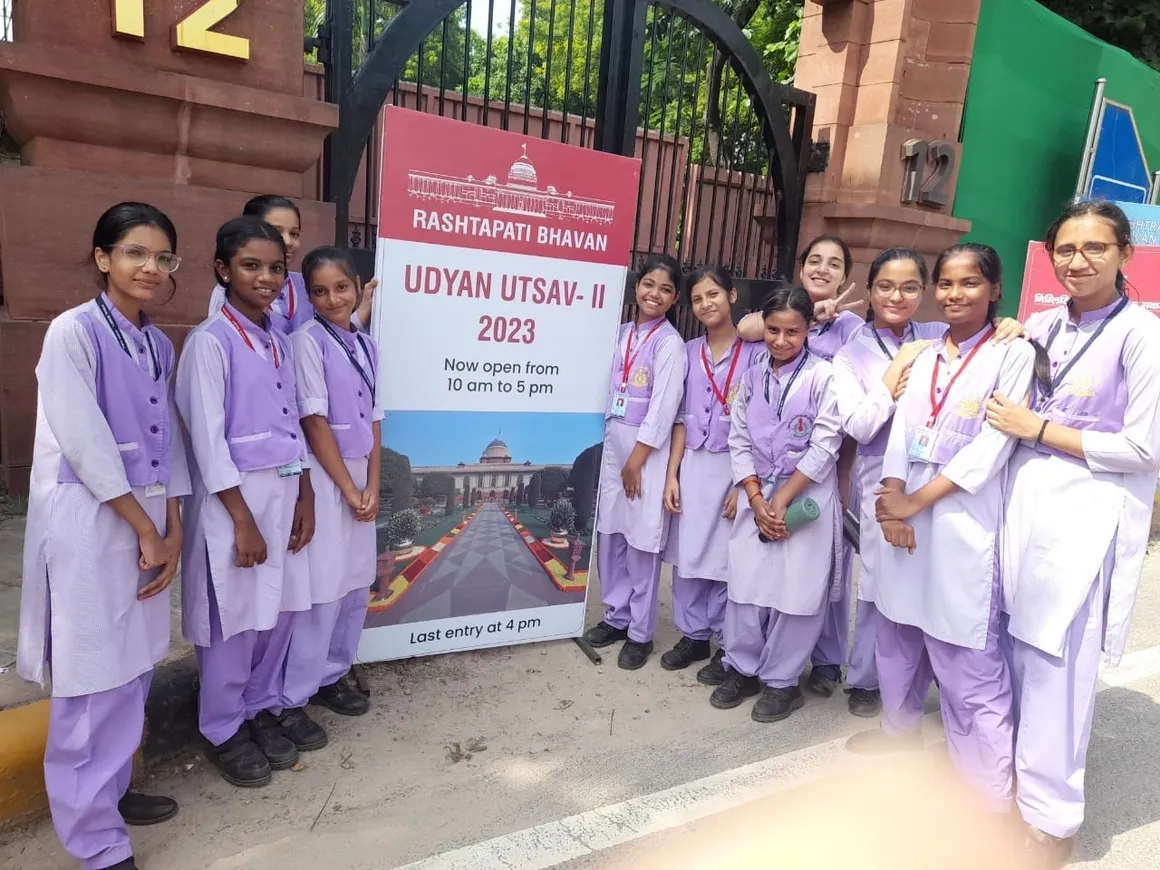 12
RASHTAPATI BHAVAN
UDYAN UTSAV- II
2023
Now open from
10 am to 5 pm
Last entry at 4 pm
12